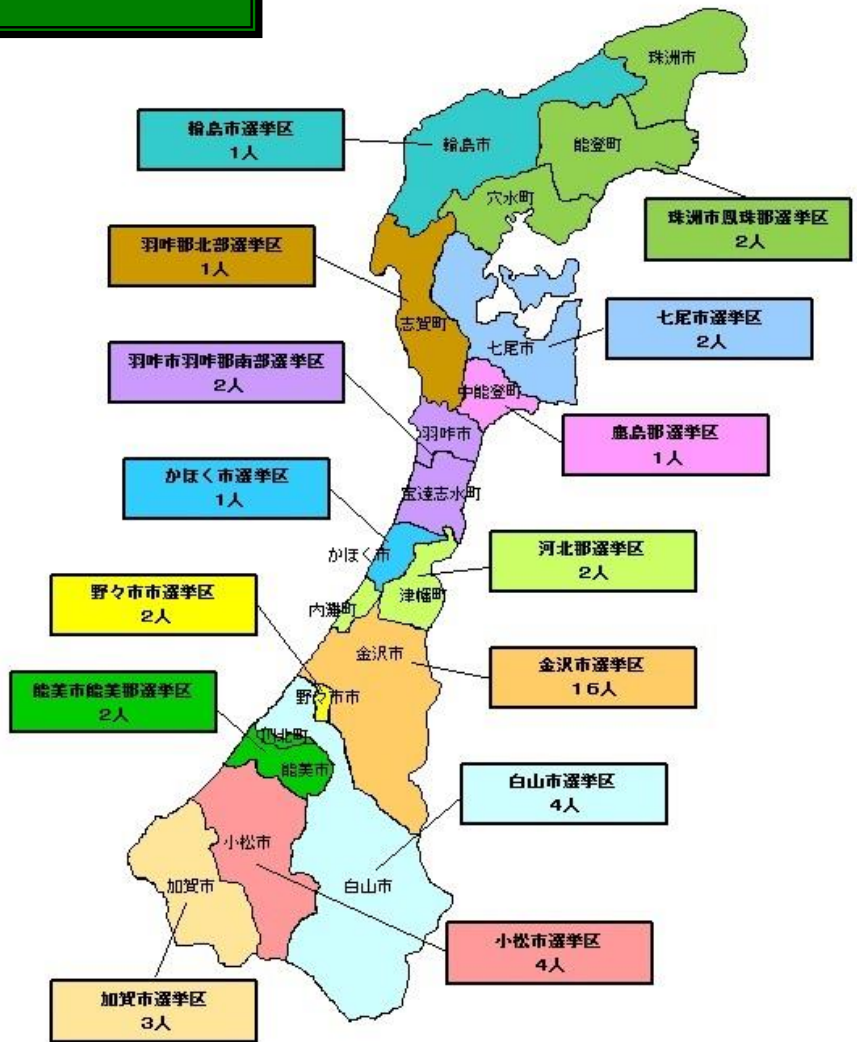 珠洲市
輪島市選挙区
1人
輪島市
能登町
穴水町
珠洲市鳳珠郡選挙区
2人
羽咋郡北部選挙区
1人
志賀町
七尾市選挙区
2人
七尾市
羽咋市羽咋郡南部選挙区
2人
中能登町
羽咋市
鹿島郡選挙区
1人
かほく市選挙区
1人
宝達志水町
かほく市
河北郡選挙区
2人
津幡町
内灘町
野々市市選挙区
2人
金沢市
金沢市選挙区
16人
野々市市
能美市能美郡選挙区
2人
川北町
能美市
白山市選挙区
4人
小松市
加賀市
白山市
小松市選挙区
4人
加賀市選挙区
3人